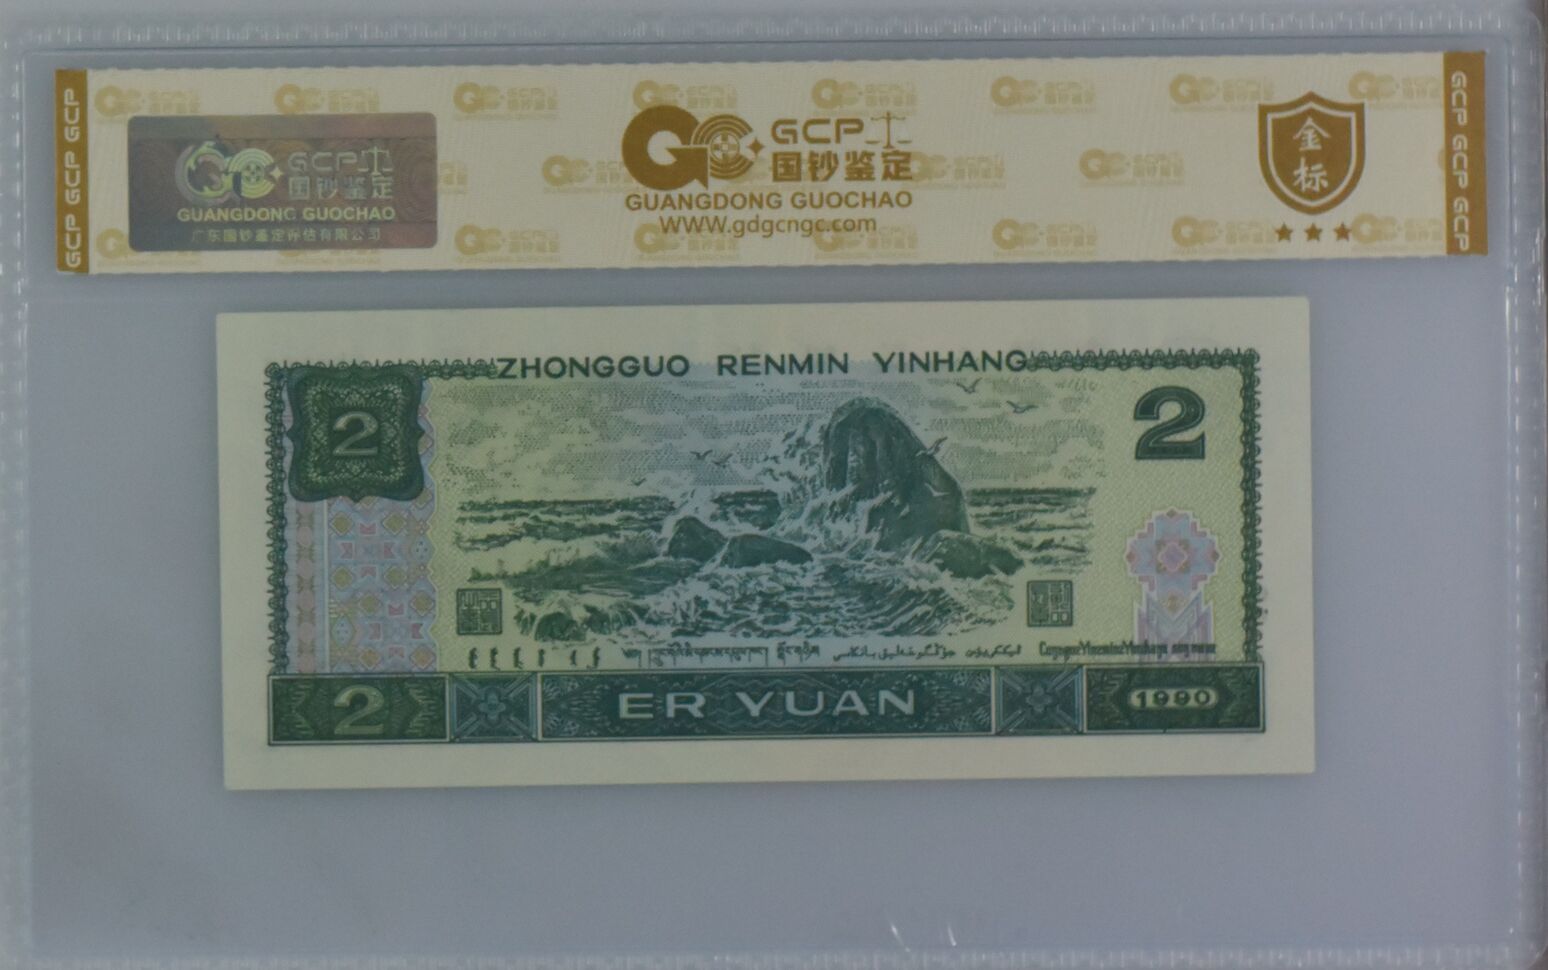 GCP GCP GCP
GCP
国钞鉴定
GUANGDONG GUOCHAO
广东国钞鉴定评估有限公司
GCP
国钞鉴定
GUANGDONG GUOCHAO
WWW.gdgcngc.com
金标
GCP GCP GCP
ZHONGGUO RENMIN YINHANG
2
2
2
ER YUAN
1990